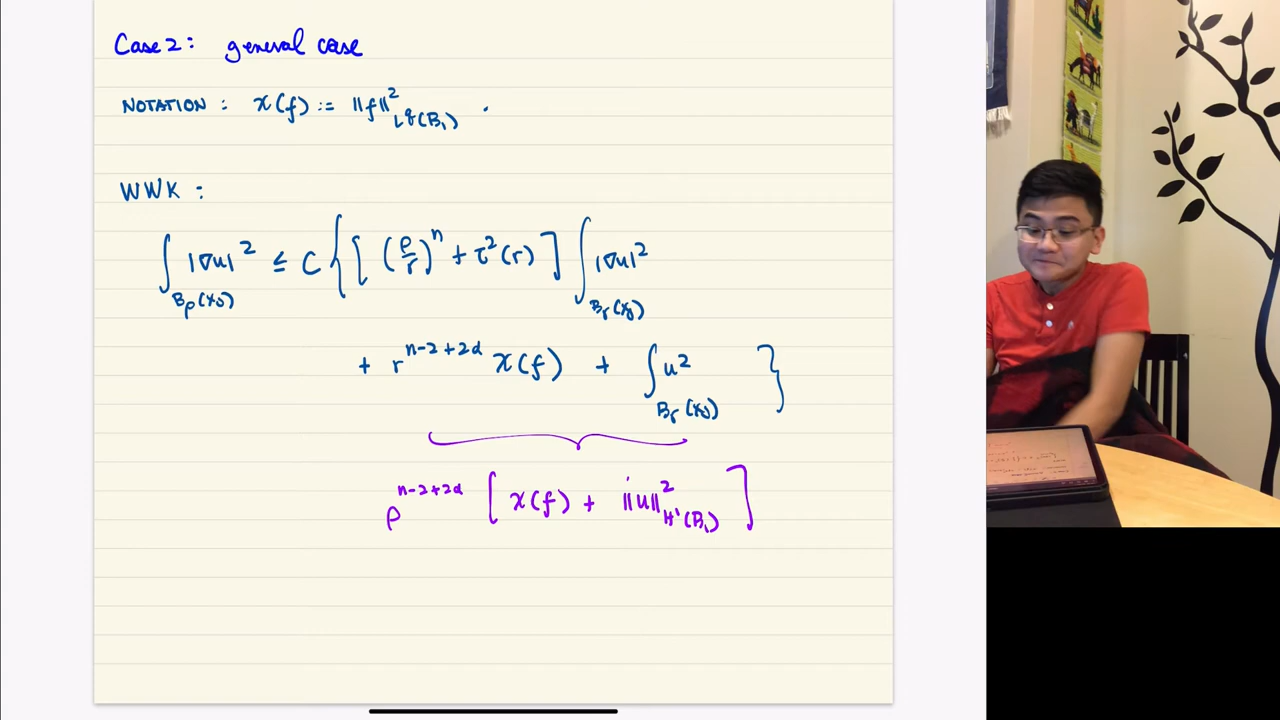 Case 2: general case
NOTATION : χ(f) := ||f||²_{L^q(B₁)} .
WWK :
∫_{B_ρ(x₀)} |∇u|² ≤ C { [ (ρ/r)^n + τ²(r) ] ∫_{B_r(x₀)} |∇u|²
+ r^{n-2+2α} χ(f) + ∫_{B_r(x₀)} u² }
ρ^{n-2+2α} [ χ(f) + ||u||²_{H¹(B₁)} ]